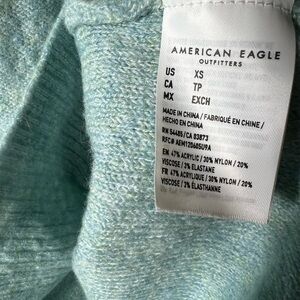 AMERICAN EAGLE
OUTFITTERS
US XS
CA TP
MX EXCH
MADE IN CHINA / FABRIQUÉ EN CHINE /
HECHO EN CHINA
RN 54485/CA 03873
RFC# AEM120605U9A
EN 47% ACRYLIC / 30% NYLON / 20%
VISCOSE / 3% ELASTANE
FR 47% ACRYLIQUE / 30% NYLON / 20%
VISCOSE / 3% ÉLASTHANNE